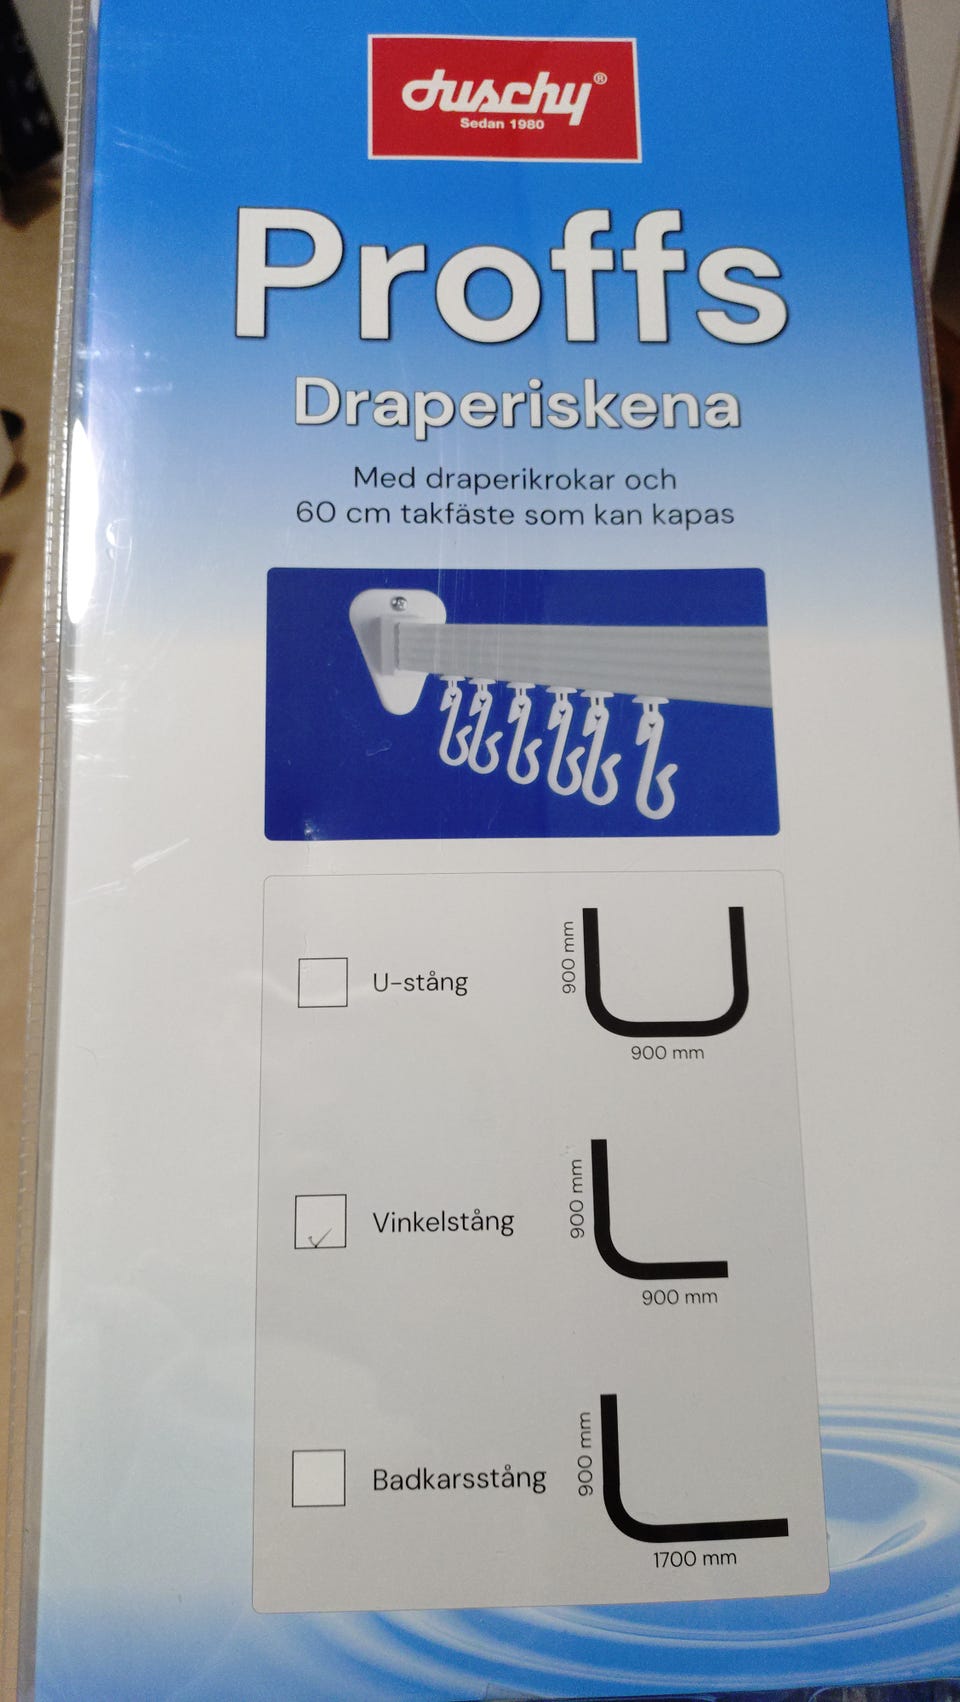 duschy®
Sedan 1980
Proffs
Draperiskena
Med draperikrokar och
60 cm takfäste som kan kapas
U-stång
900 mm
900 mm
Vinkelstång
900 mm
900 mm
Badkarsstång
900 mm
1700 mm